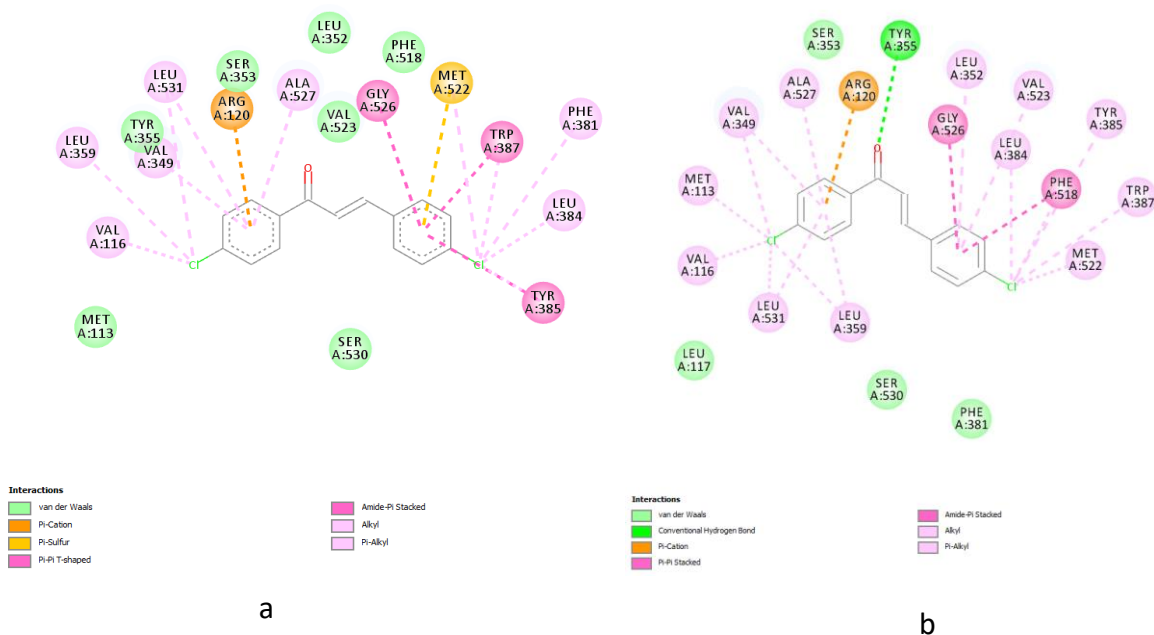 LEU
A:352
PHE
A:518
SER
A:353
LEU
A:531
ALA
A:527
MET
A:522
GLY
A:526
ARG
A:120
VAL
A:523
PHE
A:381
TYR
A:355
LEU
A:359
VAL
A:349
TRP
A:387
LEU
A:384
VAL
A:116
O
Cl
Cl
TYR
A:385
MET
A:113
SER
A:530
Interactions
van der Waals
Pi-Cation
Pi-Sulfur
Pi-Pi T-shaped
Amide-Pi Stacked
Alkyl
Pi-Alkyl
a
SER
A:353
TYR
A:355
LEU
A:352
ALA
A:527
ARG
A:120
VAL
A:523
VAL
A:349
GLY
A:526
TYR
A:385
LEU
A:384
O
MET
A:113
PHE
A:518
TRP
A:387
Cl
VAL
A:116
MET
A:522
Cl
LEU
A:531
LEU
A:359
LEU
A:117
SER
A:530
PHE
A:381
Interactions
van der Waals
Conventional Hydrogen Bond
Pi-Cation
Pi-Pi Stacked
Amide-Pi Stacked
Alkyl
Pi-Alkyl
b